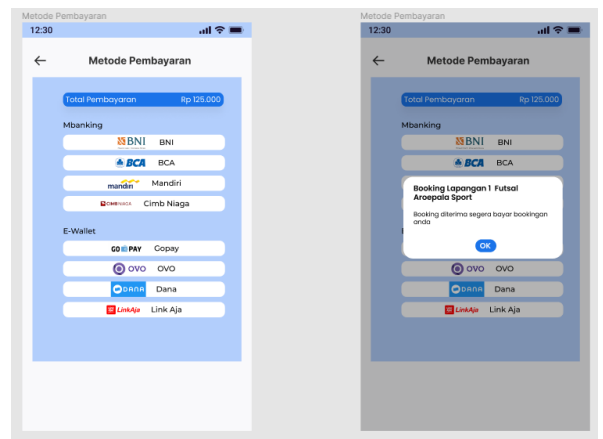 Metode Pembayaran
12:30
Metode Pembayaran
Total Pembayaran Rp 125.000
Mbanking
BNI BNI
BCA BCA
mandiri Mandiri
CIMB NIAGA Cimb Niaga
E-Wallet
GO PAY Gopay
OVO OVO
DANA Dana
LinkAja Link Aja
Metode Pembayaran
12:30
Metode Pembayaran
Total Pembayaran Rp 125.000
Mbanking
BNI BNI
BCA BCA
Booking Lapangan 1 Futsal
Aroepala Sport
Booking diterima segera bayar bookingan
anda
OK
OVO OVO
DANA Dana
LinkAja Link Aja